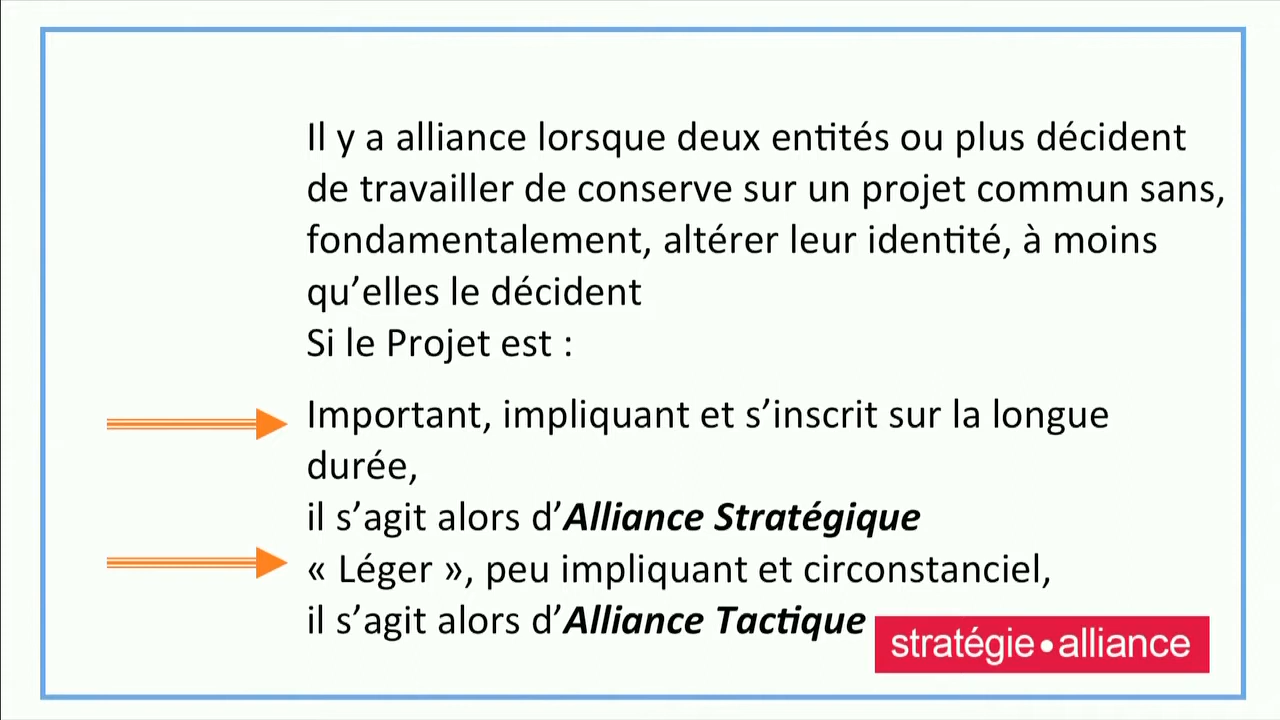 Il y a alliance lorsque deux entités ou plus décident
de travailler de conserve sur un projet commun sans,
fondamentalement, altérer leur identité, à moins
qu’elles le décident
Si le Projet est :
Important, impliquant et s’inscrit sur la longue
durée,
il s’agit alors d’Alliance Stratégique
« Léger », peu impliquant et circonstanciel,
il s’agit alors d’Alliance Tactique
stratégie•alliance